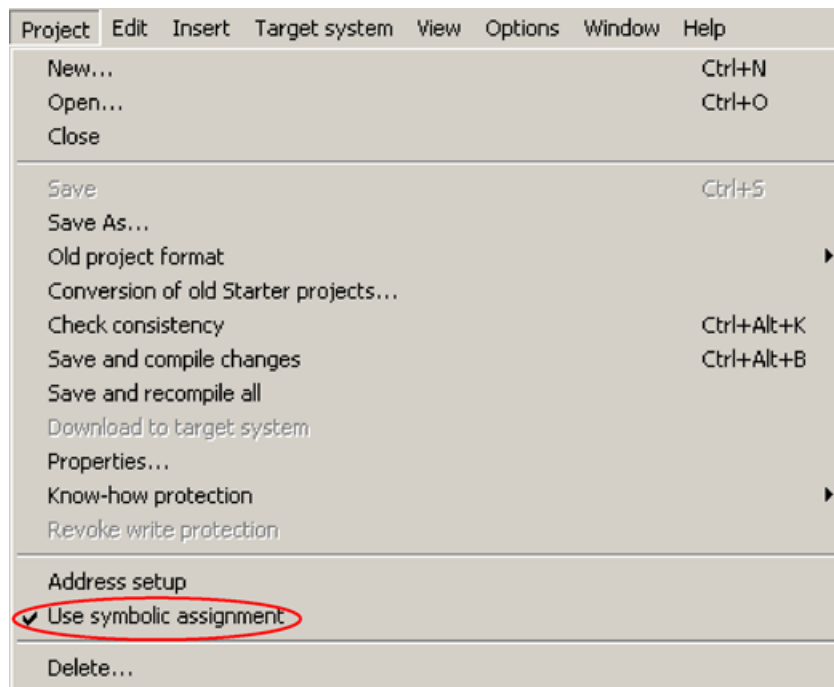 Project Edit Insert Target system View Options Window Help
New... Ctrl+N
Open... Ctrl+O
Close
Save Ctrl+S
Save As...
Old project format
Conversion of old Starter projects...
Check consistency Ctrl+Alt+K
Save and compile changes Ctrl+Alt+B
Save and recompile all
Download to target system
Properties...
Know-how protection
Revoke write protection
Address setup
Use symbolic assignment
Delete...